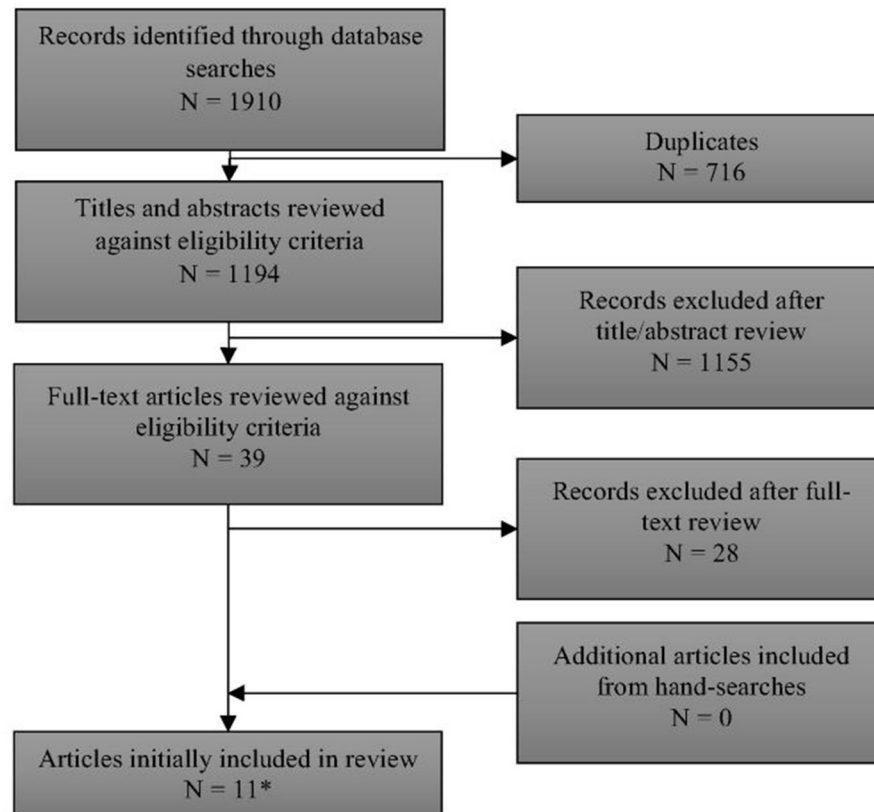 Records identified through database
searches
N = 1910
Duplicates
N = 716
Titles and abstracts reviewed
against eligibility criteria
N = 1194
Records excluded after
title/abstract review
N = 1155
Full-text articles reviewed against
eligibility criteria
N = 39
Records excluded after full-
text review
N = 28
Additional articles included
from hand-searches
N = 0
Articles initially included in review
N = 11*